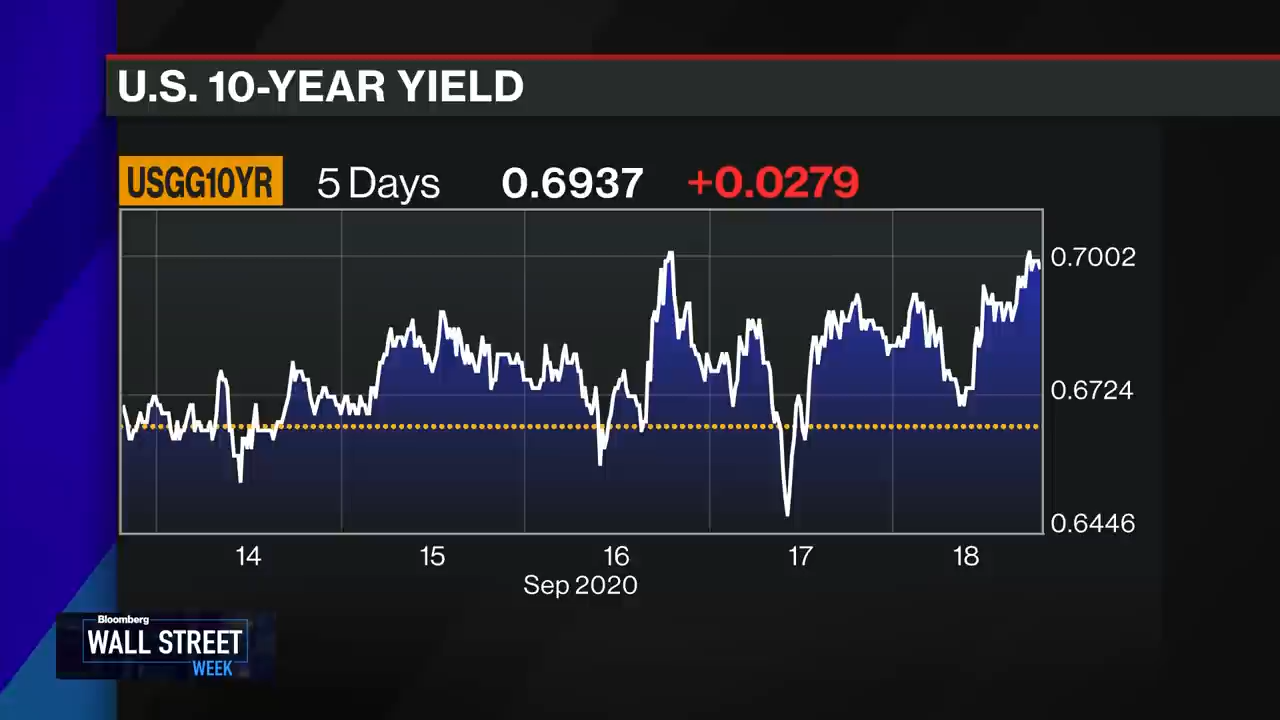 U.S. 10-YEAR YIELD
USGG10YR 5 Days 0.6937 +0.0279
0.7002
0.6724
0.6446
14 15 16 17 18
Sep 2020
Bloomberg
WALL STREET
WEEK